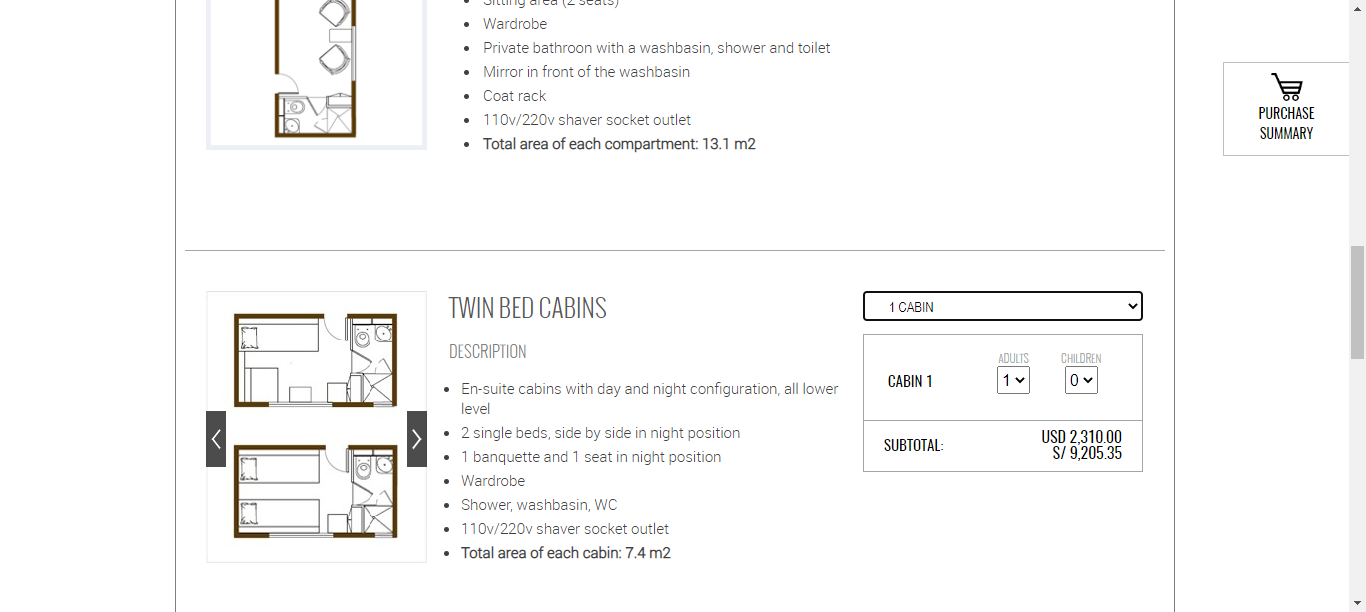 Sitting area (2 seats)
Wardrobe
Private bathroon with a washbasin, shower and toilet
Mirror in front of the washbasin
Coat rack
110v/220v shaver socket outlet
Total area of each compartment: 13.1 m2
PURCHASE
SUMMARY
TWIN BED CABINS
DESCRIPTION
En-suite cabins with day and night configuration, all lower
level
2 single beds, side by side in night position
1 banquette and 1 seat in night position
Wardrobe
Shower, washbasin, WC
110v/220v shaver socket outlet
Total area of each cabin: 7.4 m2
1 CABIN
ADULTS CHILDREN
CABIN 1 1 0
SUBTOTAL: USD 2,310.00
S/ 9,205.35